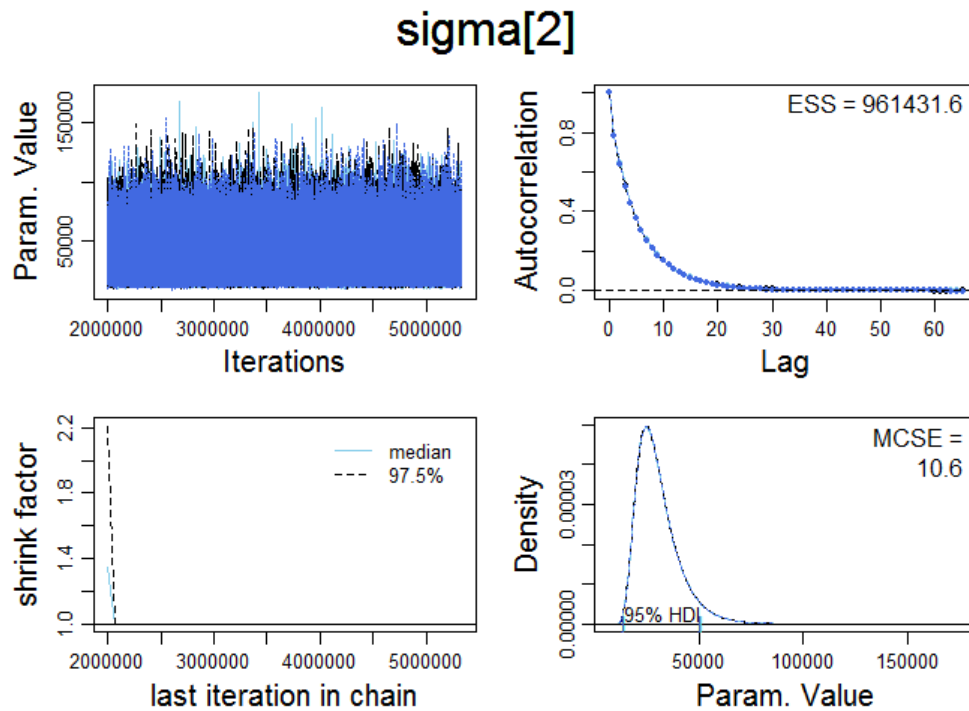 sigma[2]
Param. Value
50000
150000
2000000 3000000 4000000 5000000
Iterations
ESS = 961431.6
Autocorrelation
0.0 0.4 0.8
0 10 20 30 40 50 60
Lag
shrink factor
1.0 1.4 1.8 2.2
median
97.5%
2000000 3000000 4000000 5000000
last iteration in chain
MCSE =
10.6
Density
0.00000 0.00003
95% HDI
50000 100000 150000
Param. Value